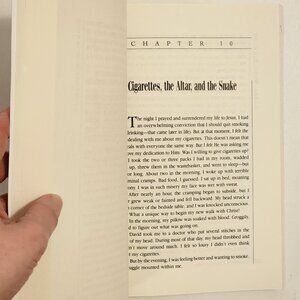 CHAPTER 10
Cigarettes, the Altar, and the Snake
The night I prayed and surrendered my life to Jesus, I had
an overwhelming conviction that I should quit smoking
drinking—that came later in life). But at that moment, I felt the
dealing with me about cigarettes. This doesn't mean that
deals with everyone the same way. But I felt He was asking me
ove my dedication to Him: Was I willing to give up cigarettes?
I took the two or three packs I had in my room, wadded
up, threw them in the wastebasket, and went to sleep—but
or long. About two in the morning, I woke up with terrible
minal cramps. Bad food, I guessed. I sat up in bed, moaning
ony. I was in such misery my face was wet with sweat.
After nearly an hour, the cramping began to subside, but I
weak or fainted and fell backward. My head struck a
corner of the bedside table, and I was knocked unconscious.
What a unique way to begin my new walk with Christ!
In the morning, my pillow was soaked with blood. Groggily,
to figure out what was going on.
David took me to a doctor who put several stitches in the
of my head. During most of that day, my head throbbed and
n't move around much. I felt so lousy I didn't even think
my cigarettes.
But by the evening, I was feeling better and wanting to smoke.
uggle mounted within me.